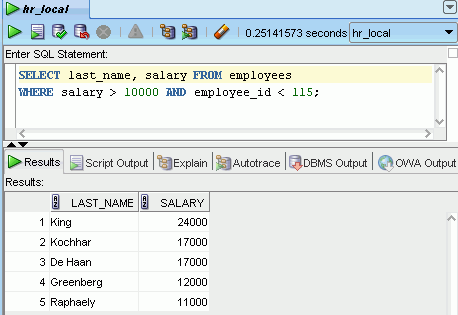 hr_local
0.25141573 seconds hr_local
Enter SQL Statement:
SELECT last_name, salary FROM employees
WHERE salary > 10000 AND employee_id < 115;
Results Script Output Explain Autotrace DBMS Output OWA Output
Results:
LAST_NAME SALARY
1 King 24000
2 Kochhar 17000
3 De Haan 17000
4 Greenberg 12000
5 Raphaely 11000